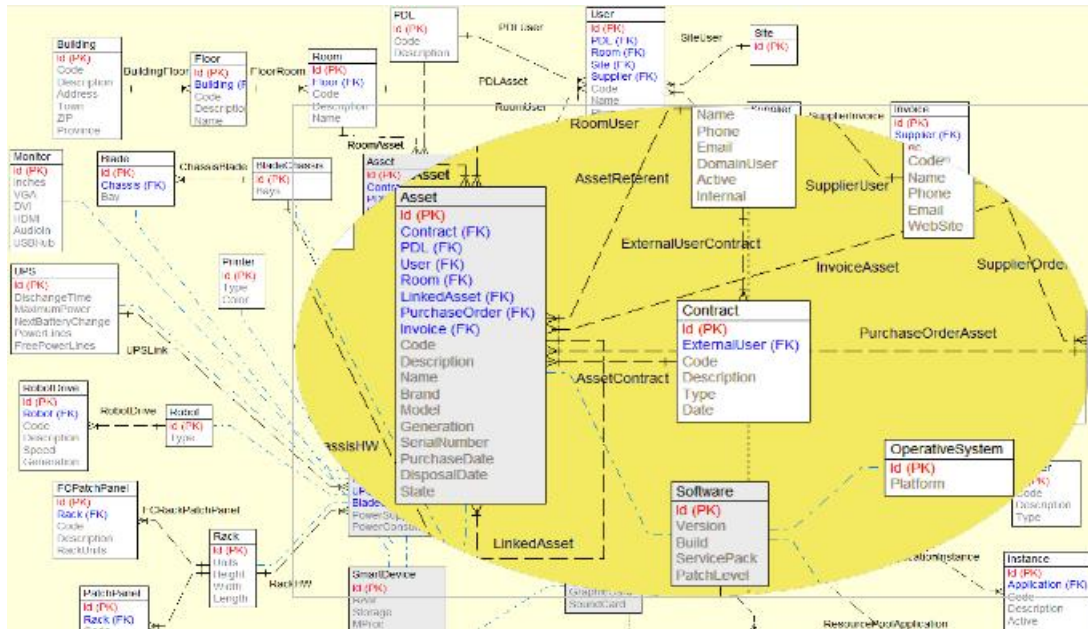 PDL
Id (PK)
Code
Description
PDLUser
User
Id (PK)
PDL (FK)
Room (FK)
Site (FK)
Supplier (FK)
Code
Name
SiteUser
Site
Id (PK)
Building
Id (PK)
Code
Description
Address
Town
ZIP
Province
BuildingFloor
Floor
Id (PK)
Building (F
Code
Description
Name
FloorRoom
Room
Id (PK)
Floor (FK)
Code
Description
Name
PDLAsset
RoomUser
RoomAsset
RoomUser
AssetReferent
Name
Phone
Email
DomainUser
Active
Internal
Supplier
SupplierInvoice
Invoice
Id (PK)
Supplier (FK)
Code
Name
Phone
Email
WebSite
SupplierUser
Monitor
Id (PK)
Inches
VGA
DVI
HDMI
AudioIn
USBHub
Blade
Id (PK)
Chassis (FK)
Bay
ChassisBlade
BladeChassis
Id (PK)
Bays
Asset
Id (PK)
Asset
Asset
Id (PK)
Contract (FK)
PDL (FK)
User (FK)
Room (FK)
LinkedAsset (FK)
PurchaseOrder (FK)
Invoice (FK)
Code
Description
Name
Brand
Model
Generation
SerialNumber
PurchaseDate
DisposalDate
State
ExternalUserContract
InvoiceAsset
SupplierOrder
PurchaseOrderAsset
Contract
Id (PK)
ExternalUser (FK)
Code
Description
Type
Date
AssetContract
UPS
Id (PK)
DischangeTime
MaximumPower
NextBatteryChange
PowerLines
FreePowerLines
UPSLink
Printer
Id (PK)
Type
Color
RobotDrive
Id (PK)
Robot (FK)
Code
Description
Speed
Generation
RobotDrive
Robot
Id (PK)
Type
assisHW
OperativeSystem
Id (PK)
Platform
Software
Id (PK)
Version
Build
ServicePack
PatchLevel
LinkedAsset
FCPatchPanel
Id (PK)
Rack (FK)
Code
Description
RackUnits
FCRackPatchPanel
Rack
Id (PK)
Units
Height
Width
Length
RackHW
PatchPanel
Id (PK)
Rack (FK)
SmartDevice
Id (PK)
RAM
Storage
MProc
SoundCard
Code
Description
Type
Instance
Id (PK)
Application (FK)
Code
Description
Active
ResourcePoolApplication